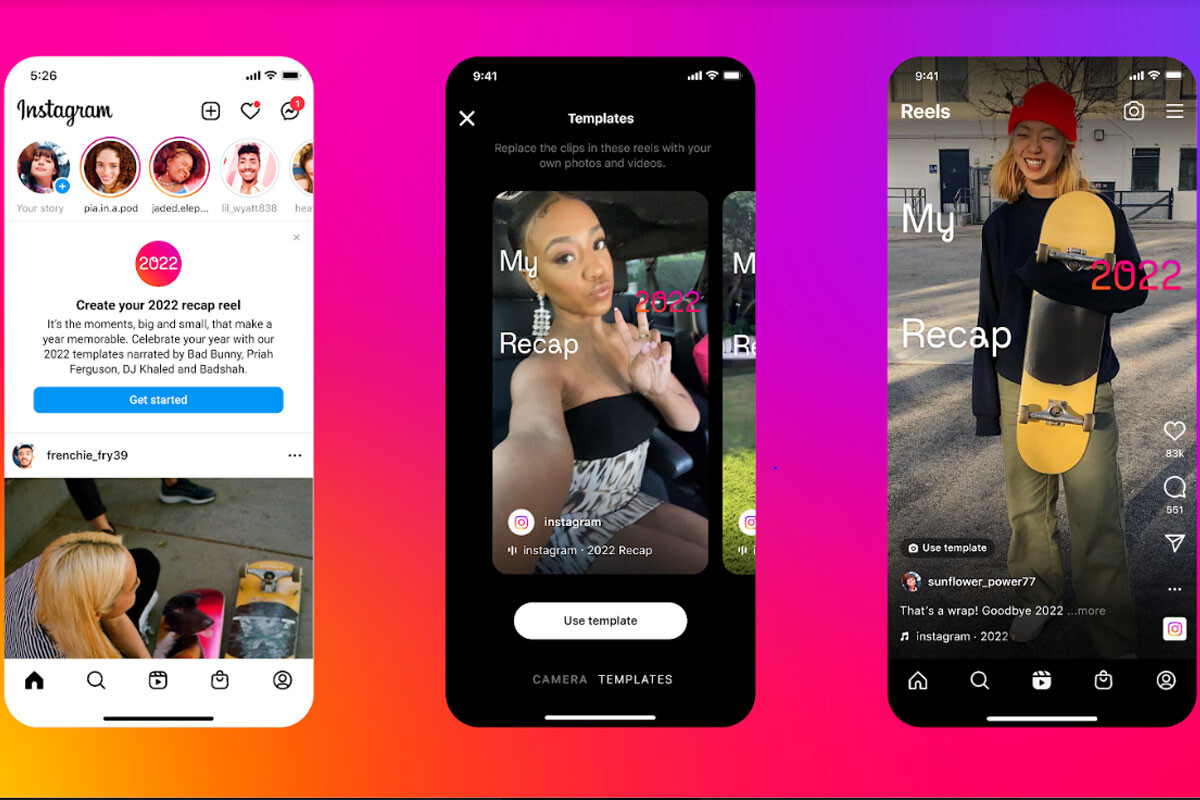 5:26
Instagram
1
Your story
pia.in.a.pod
jaded.elep...
lil_wyatt838
2022
Create your 2022 recap reel
It's the moments, big and small, that make a
year memorable. Celebrate your year with our
2022 templates narrated by Bad Bunny, Priah
Ferguson, DJ Khaled and Badshah.
Get started
frenchie_fry39
9:41
Templates
Replace the clips in these reels with your
own photos and videos.
My
2022
Recap
instagram
instagram · 2022 Recap
Use template
CAMERA TEMPLATES
9:41
Reels
My
2022
Recap
83K
551
Use template
sunflower_power77
That's a wrap! Goodbye 2022 ...more
instagram · 2022